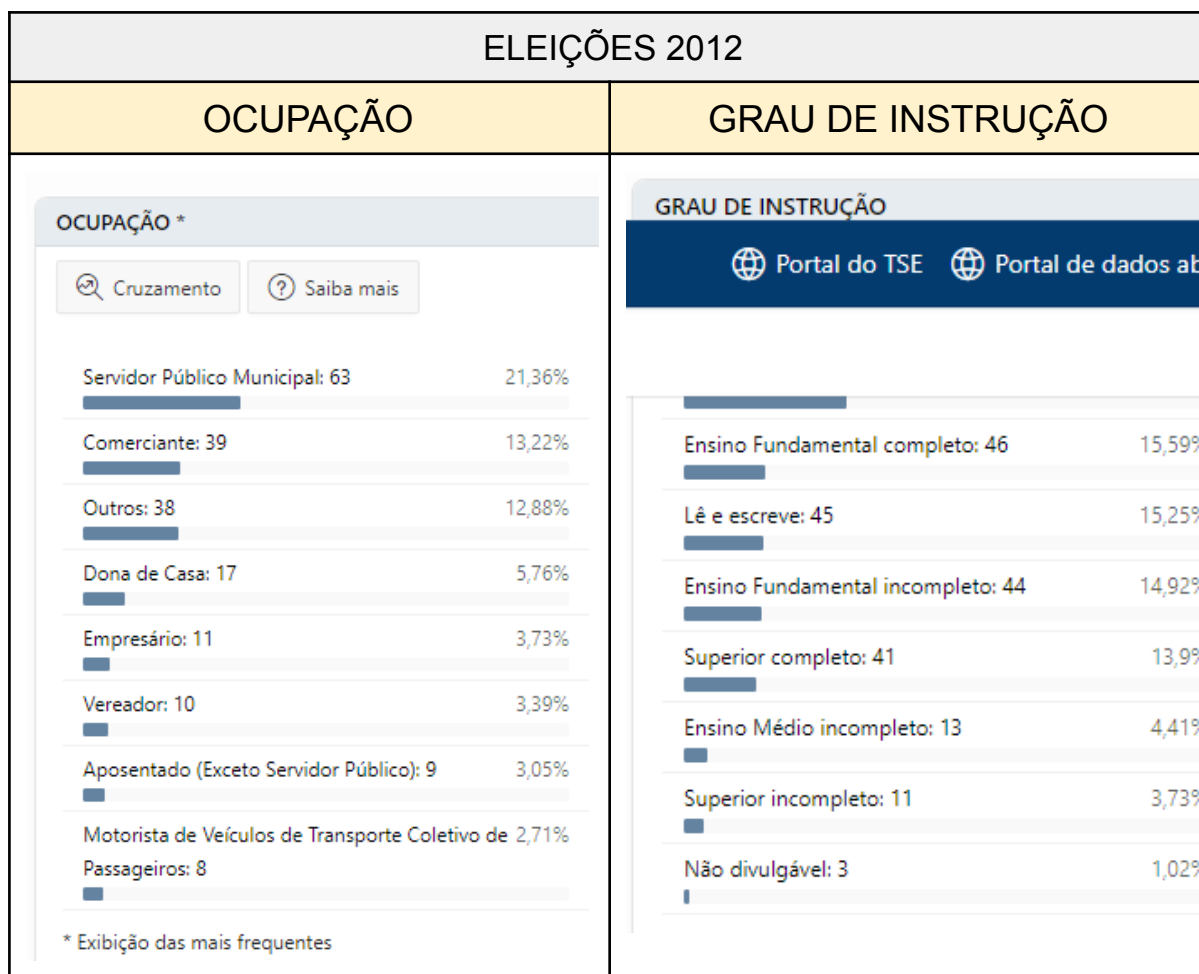 ELEIÇÕES 2012
OCUPAÇÃO
GRAU DE INSTRUÇÃO
OCUPAÇÃO *
Cruzamento
Saiba mais
Servidor Público Municipal: 63 21,36%
Comerciante: 39 13,22%
Outros: 38 12,88%
Dona de Casa: 17 5,76%
Empresário: 11 3,73%
Vereador: 10 3,39%
Aposentado (Exceto Servidor Público): 9 3,05%
Motorista de Veículos de Transporte Coletivo de 2,71%
Passageiros: 8
* Exibição das mais frequentes
GRAU DE INSTRUÇÃO
Portal do TSE Portal de dados ab
Ensino Fundamental completo: 46 15,59%
Lê e escreve: 45 15,25%
Ensino Fundamental incompleto: 44 14,92%
Superior completo: 41 13,9%
Ensino Médio incompleto: 13 4,41%
Superior incompleto: 11 3,73%
Não divulgável: 3 1,02%